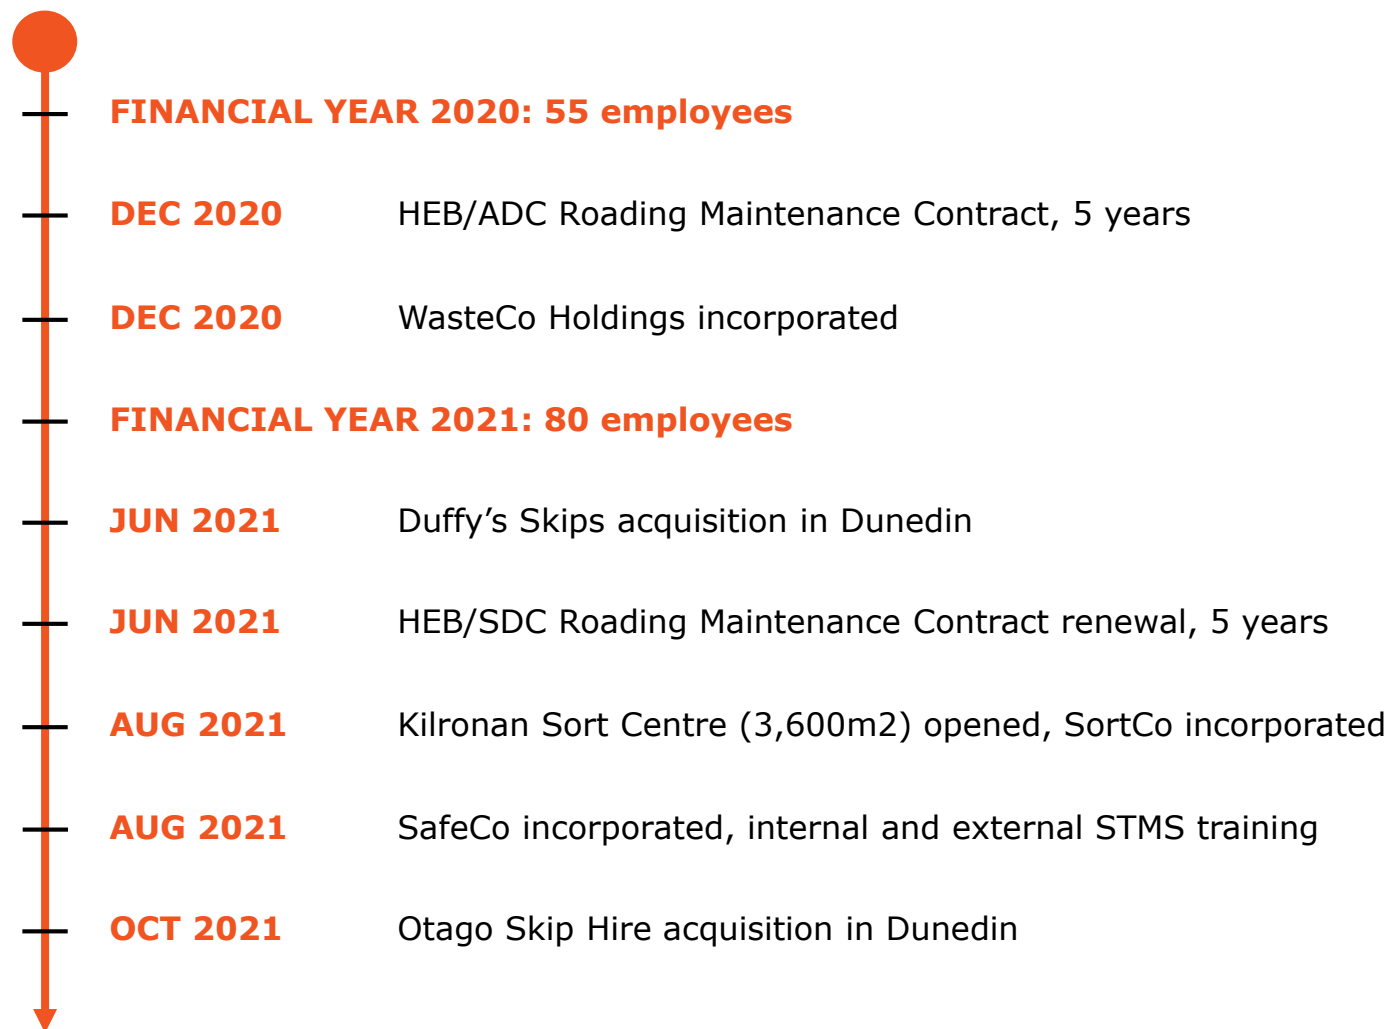 FINANCIAL YEAR 2020: 55 employees
DEC 2020 HEB/ADC Roading Maintenance Contract, 5 years
DEC 2020 WasteCo Holdings incorporated
FINANCIAL YEAR 2021: 80 employees
JUN 2021 Duffy’s Skips acquisition in Dunedin
JUN 2021 HEB/SDC Roading Maintenance Contract renewal, 5 years
AUG 2021 Kilronan Sort Centre (3,600m2) opened, SortCo incorporated
AUG 2021 SafeCo incorporated, internal and external STMS training
OCT 2021 Otago Skip Hire acquisition in Dunedin